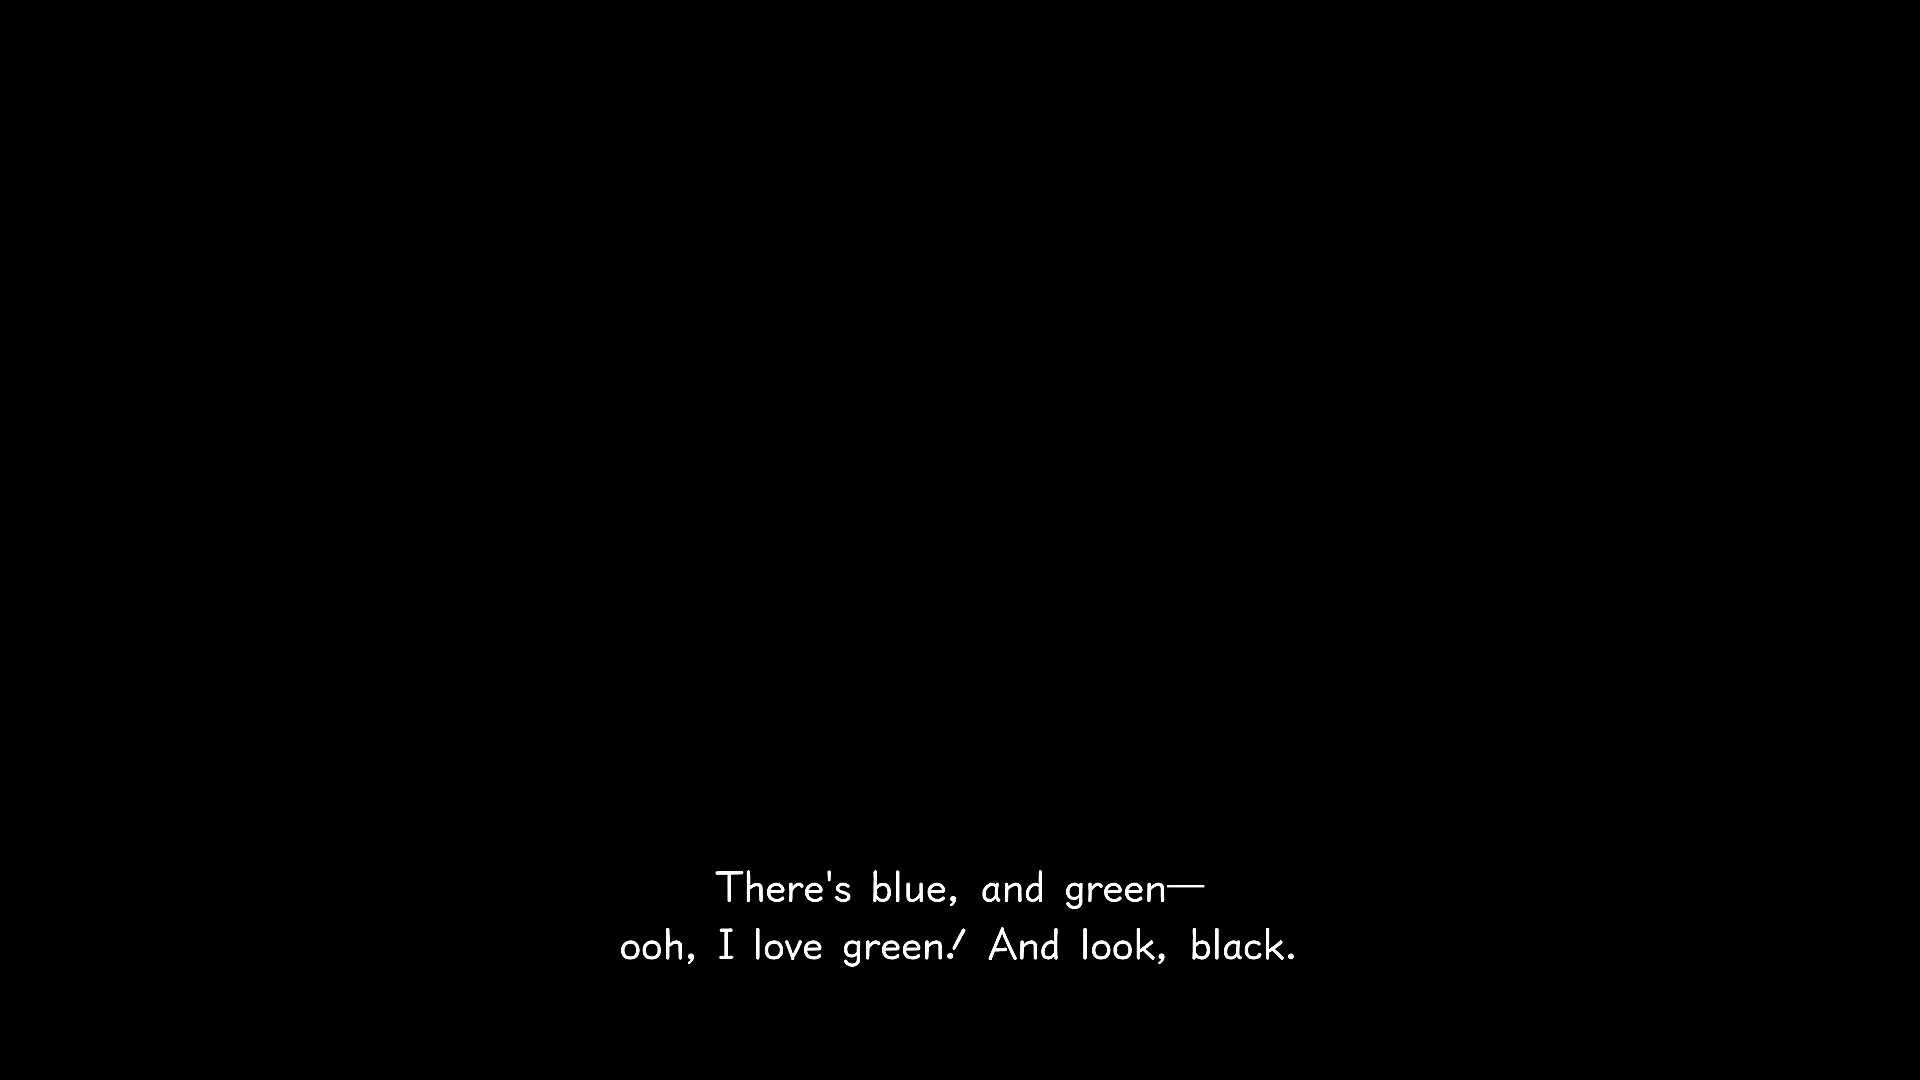 There's blue, and green—
ooh, I love green! And look, black.